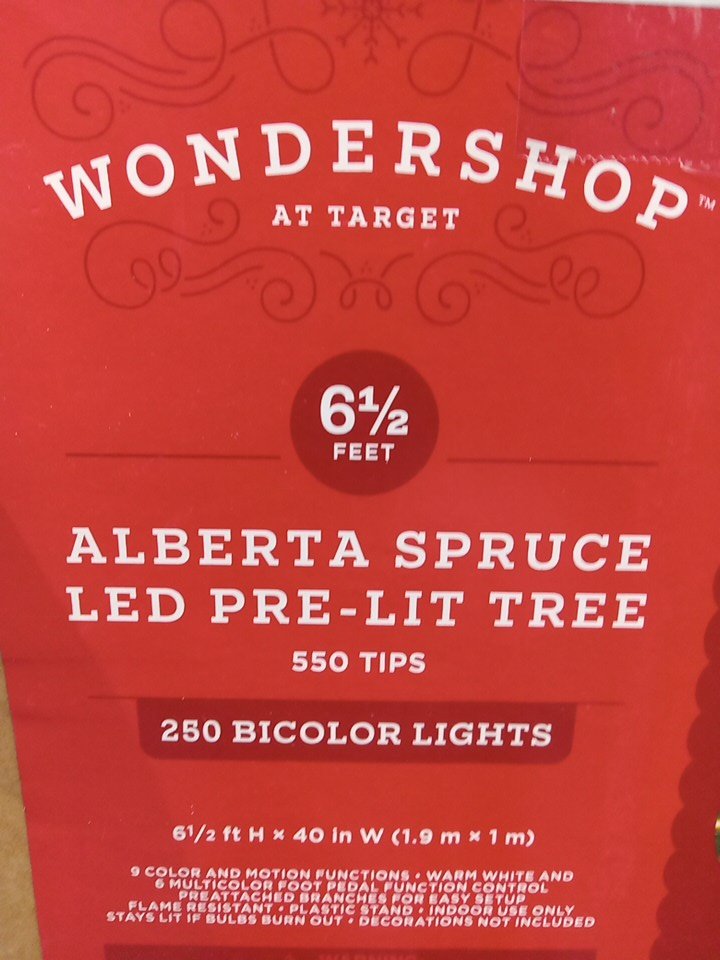 WONDERSHOP™
AT TARGET
6½
FEET
ALBERTA SPRUCE
LED PRE-LIT TREE
550 TIPS
250 BICOLOR LIGHTS
6½ ft H × 40 in W (1.9 m × 1 m)
9 COLOR AND MOTION FUNCTIONS • WARM WHITE AND
6 MULTICOLOR FOOT PEDAL FUNCTION CONTROL
PREATTACHED BRANCHES FOR EASY SETUP
FLAME RESISTANT • PLASTIC STAND • INDOOR USE ONLY
STAYS LIT IF BULBS BURN OUT • DECORATIONS NOT INCLUDED